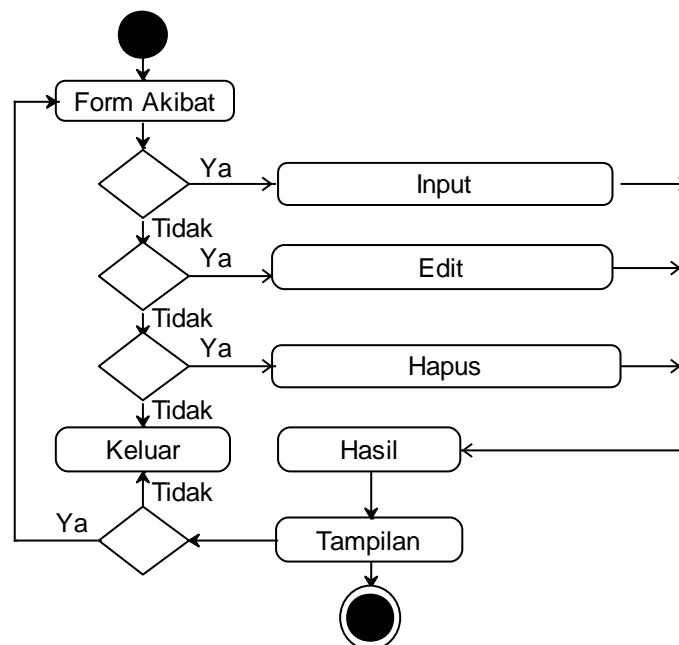 Form Akibat
Ya
Input
Tidak
Ya
Edit
Tidak
Ya
Hapus
Tidak
Keluar
Hasil
Tidak
Ya
Tampilan